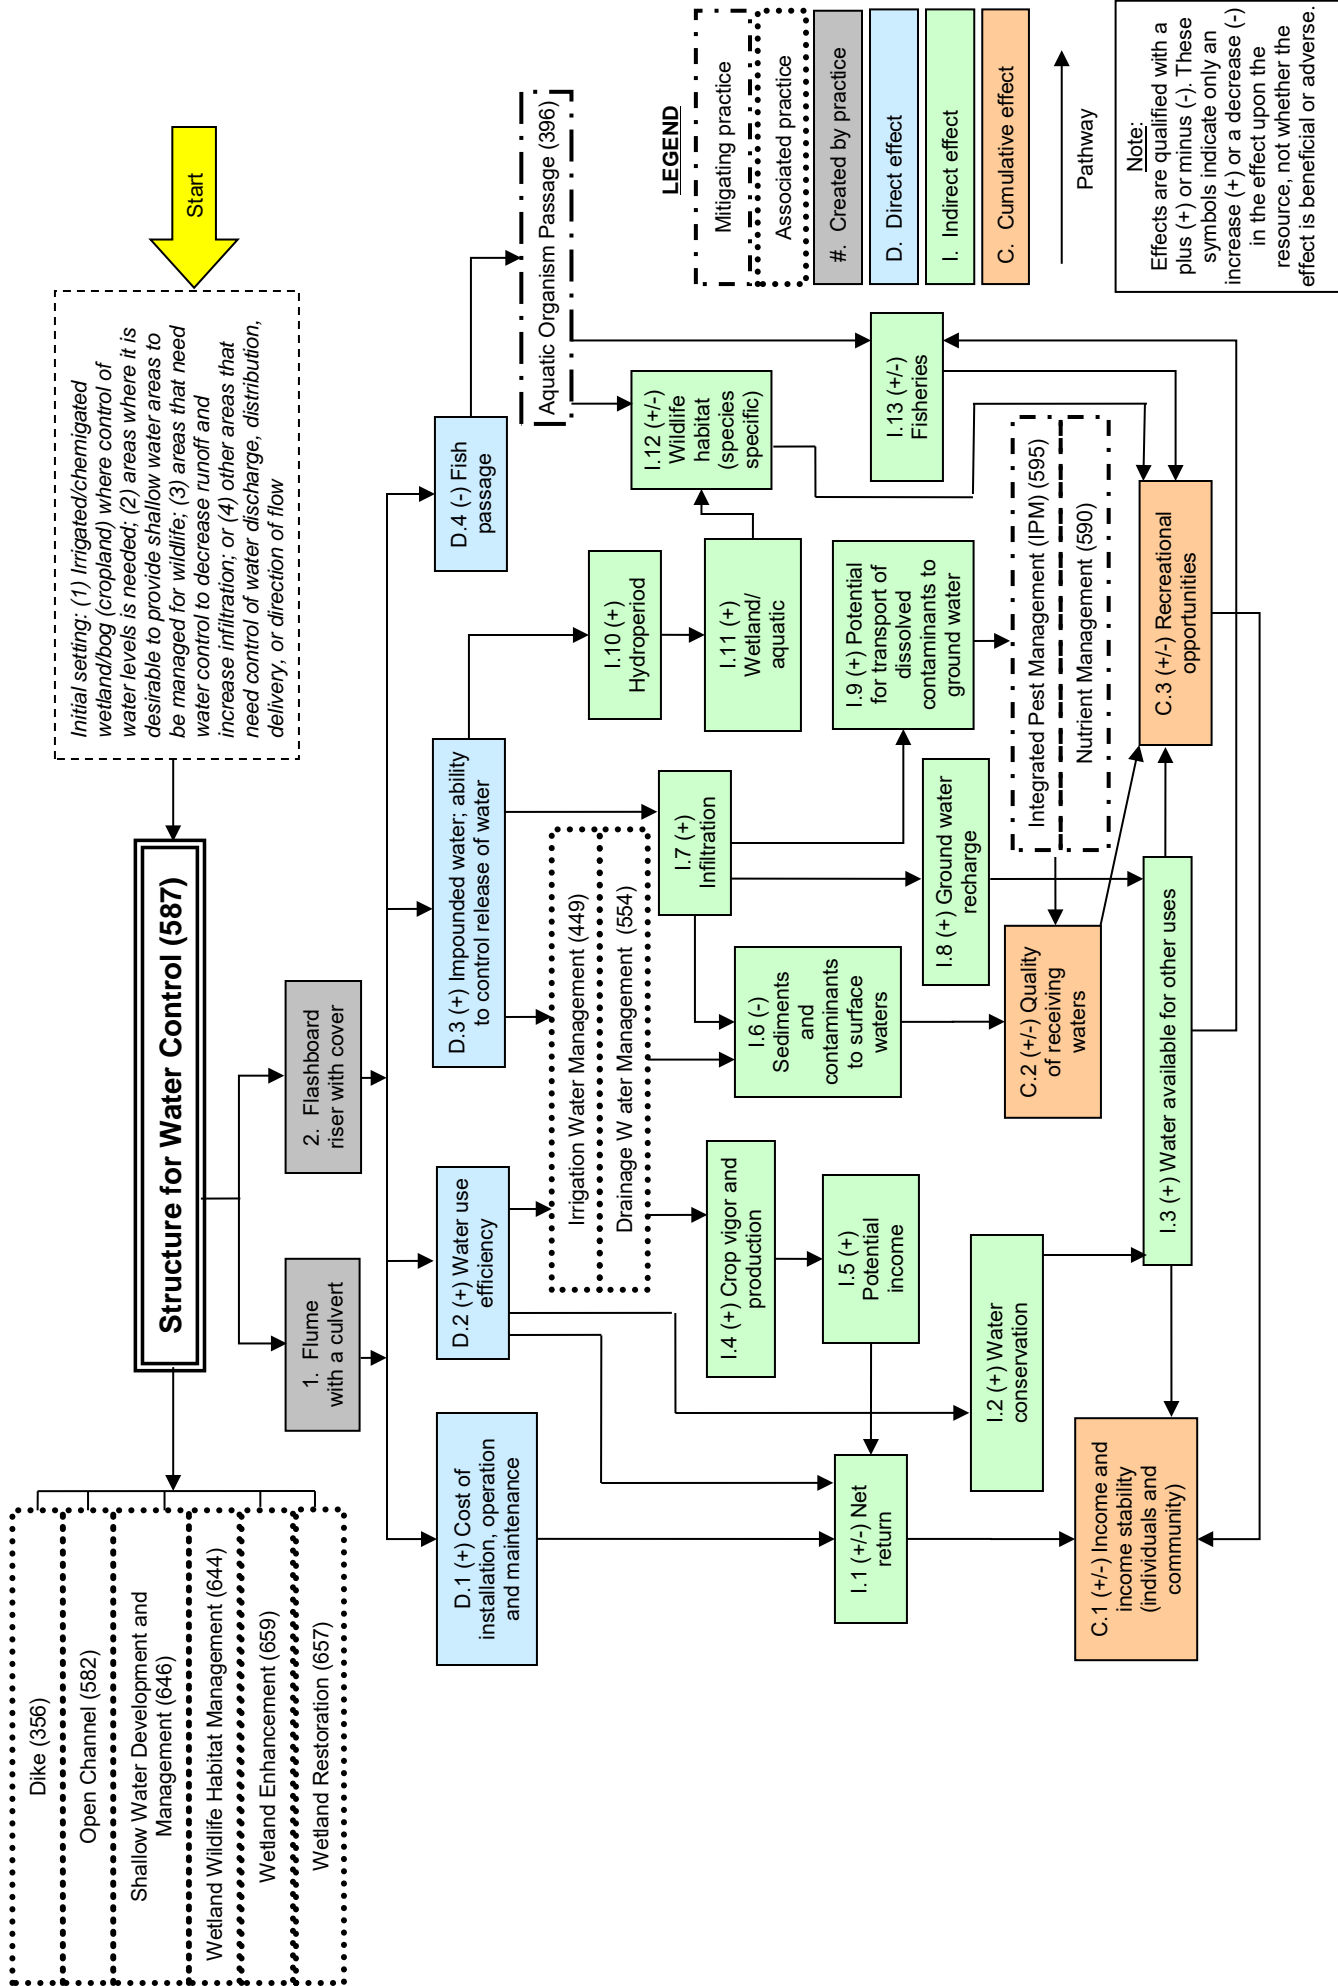 Start
Initial setting: (1) Irrigated/chemigated
wetland/bog (cropland) where control of
water levels is needed; (2) areas where it is
desirable to provide shallow water areas to
be managed for wildlife; (3) areas that need
water control to decrease runoff and
increase infiltration; or (4) other areas that
need control of water discharge, distribution,
delivery, or direction of flow
Structure for Water Control (587)
Dike (356)
Open Channel (582)
Shallow Water Development and
Management (646)
Wetland Wildlife Habitat Management (644)
Wetland Enhancement (659)
Wetland Restoration (657)
1. Flume
with a culvert
2. Flashboard
riser with cover
D.1 (+) Cost of
installation, operation
and maintenance
D.2 (+) Water use
efficiency
D.3 (+) Impounded water; ability
to control release of water
D.4 (-) Fish
passage
Aquatic Organism Passage (396)
Irrigation Water Management (449)
Drainage W ater Management (554)
I.10 (+)
Hydroperiod
I.12 (+/-)
Wildlife
habitat
(species
specific)
I.7 (+)
Infiltration
I.11 (+)
Wetland/
aquatic
I.4 (+) Crop vigor and
production
I.6 (-)
Sediments
and
contaminants
to surface
waters
I.5 (+)
Potential
income
I.9 (+) Potential
for transport of
dissolved
contaminants to
ground water
I.13 (+/-)
Fisheries
I.1 (+/-) Net
return
I.8 (+) Ground water
recharge
I.2 (+) Water
conservation
Integrated Pest Management (IPM) (595)
Nutrient Management (590)
C.2 (+/-) Quality
of receiving
waters
C.1 (+/-) Income and
income stability
(individuals and
community)
I.3 (+) Water available for other uses
C.3 (+/-) Recreational
opportunities
LEGEND
Mitigating practice
Associated practice
#. Created by practice
D. Direct effect
I. Indirect effect
C. Cumulative effect
Pathway
Note:
Effects are qualified with a
plus (+) or minus (-). These
symbols indicate only an
increase (+) or a decrease (-)
in the effect upon the
resource, not whether the
effect is beneficial or adverse.